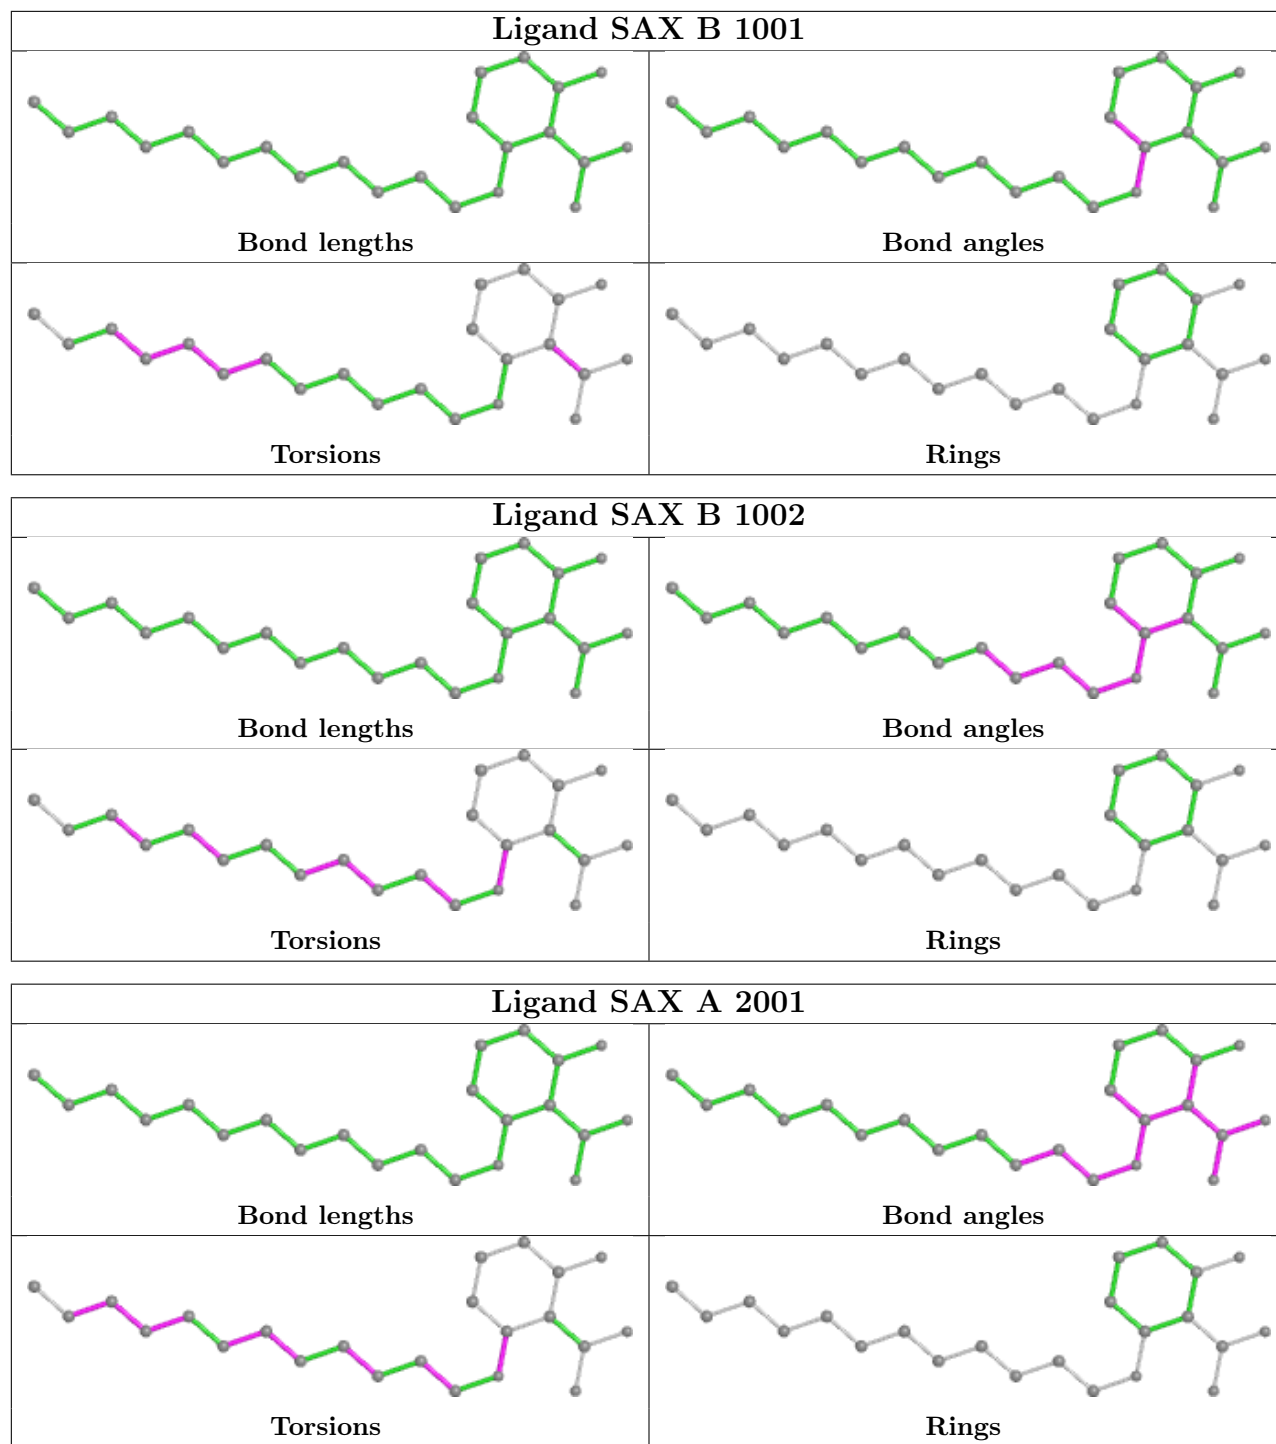 Ligand SAX B 1001
Bond lengths
Bond angles
Torsions
Rings
Ligand SAX B 1002
Bond lengths
Bond angles
Torsions
Rings
Ligand SAX A 2001
Bond lengths
Bond angles
Torsions
Rings